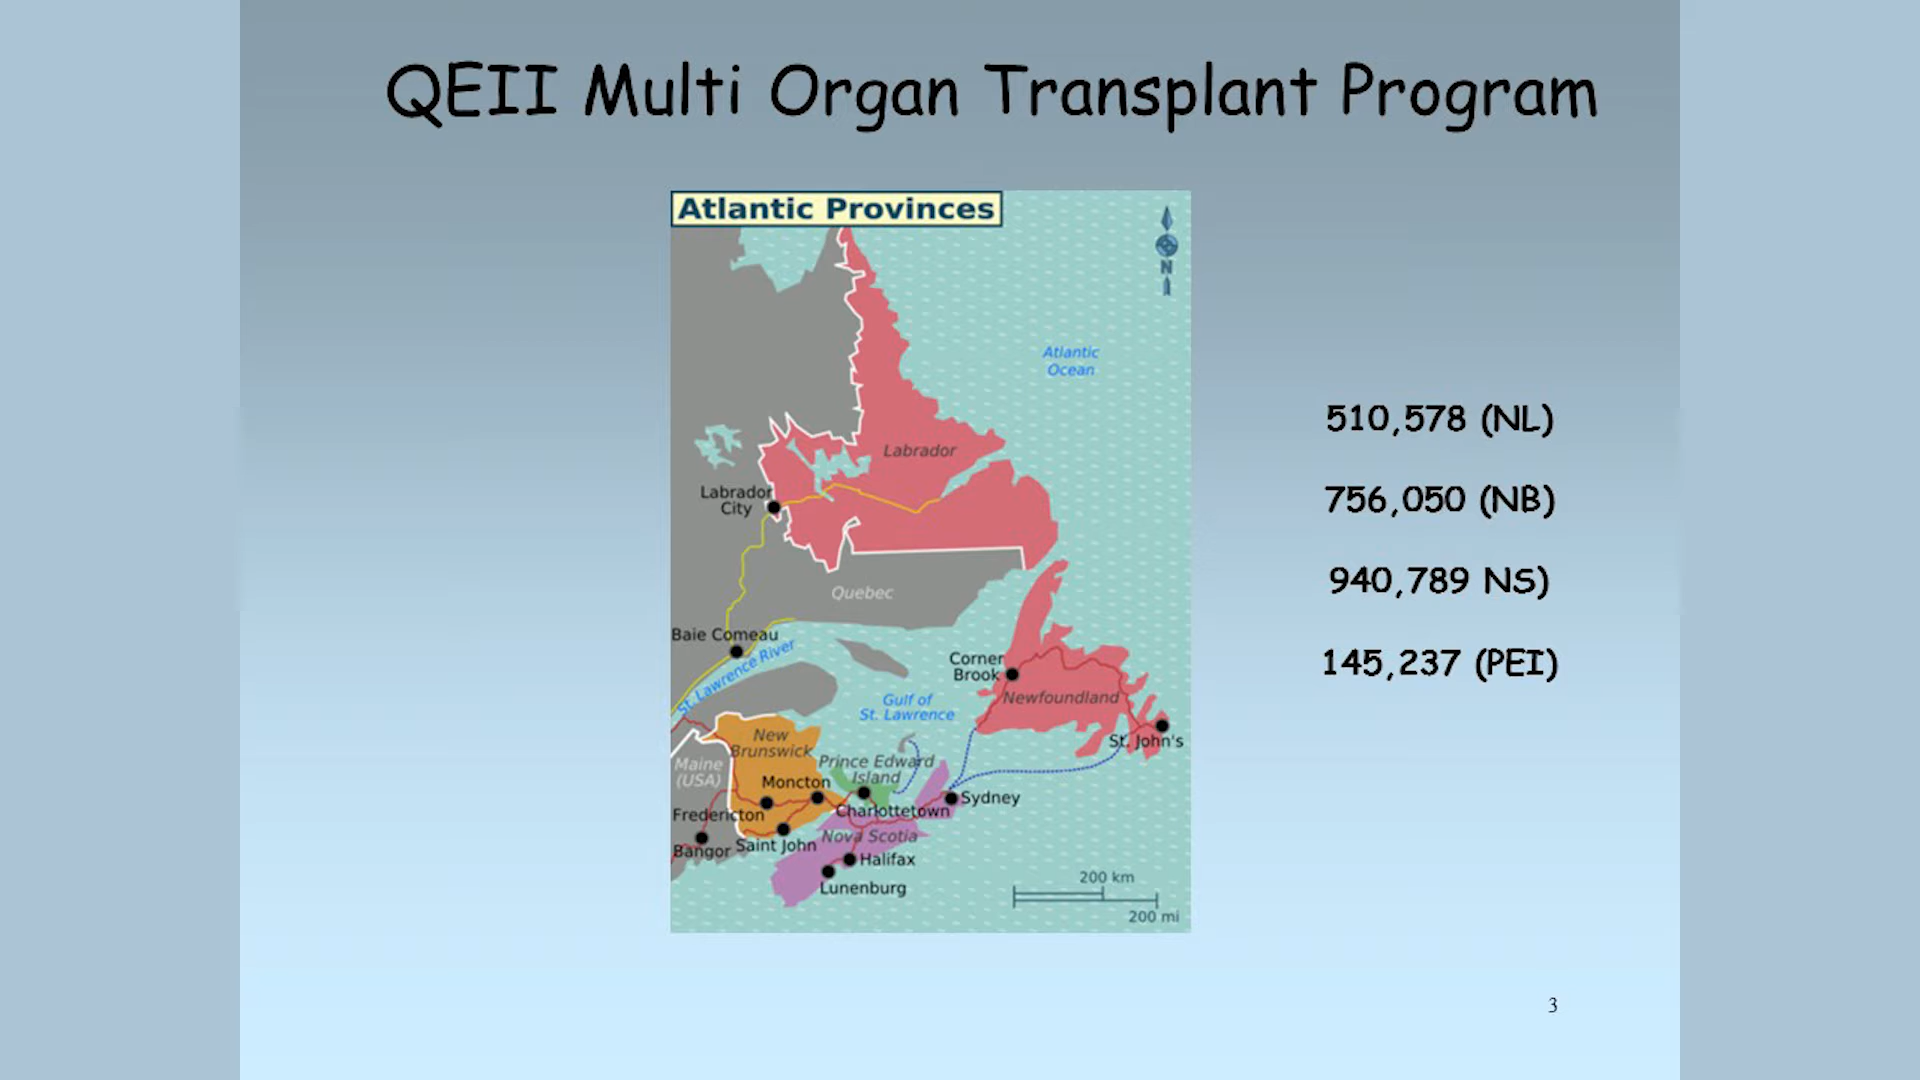 QEII Multi Organ Transplant Program
Atlantic Provinces
N
Atlantic
Ocean
510,578 (NL)
Labrador
Labrador
City
756,050 (NB)
940,789 NS)
Quebec
Baie Comeau
St. Lawrence River
Corner
Brook
145,237 (PEI)
Newfoundland
Gulf of
St. Lawrence
St. John's
New
Brunswick
Maine
(USA)
Prince Edward
Island
Moncton
Sydney
Fredericton
Charlottetown
Nova Scotia
Bangor
Saint John
Halifax
Lunenburg
200 km
200 mi
3